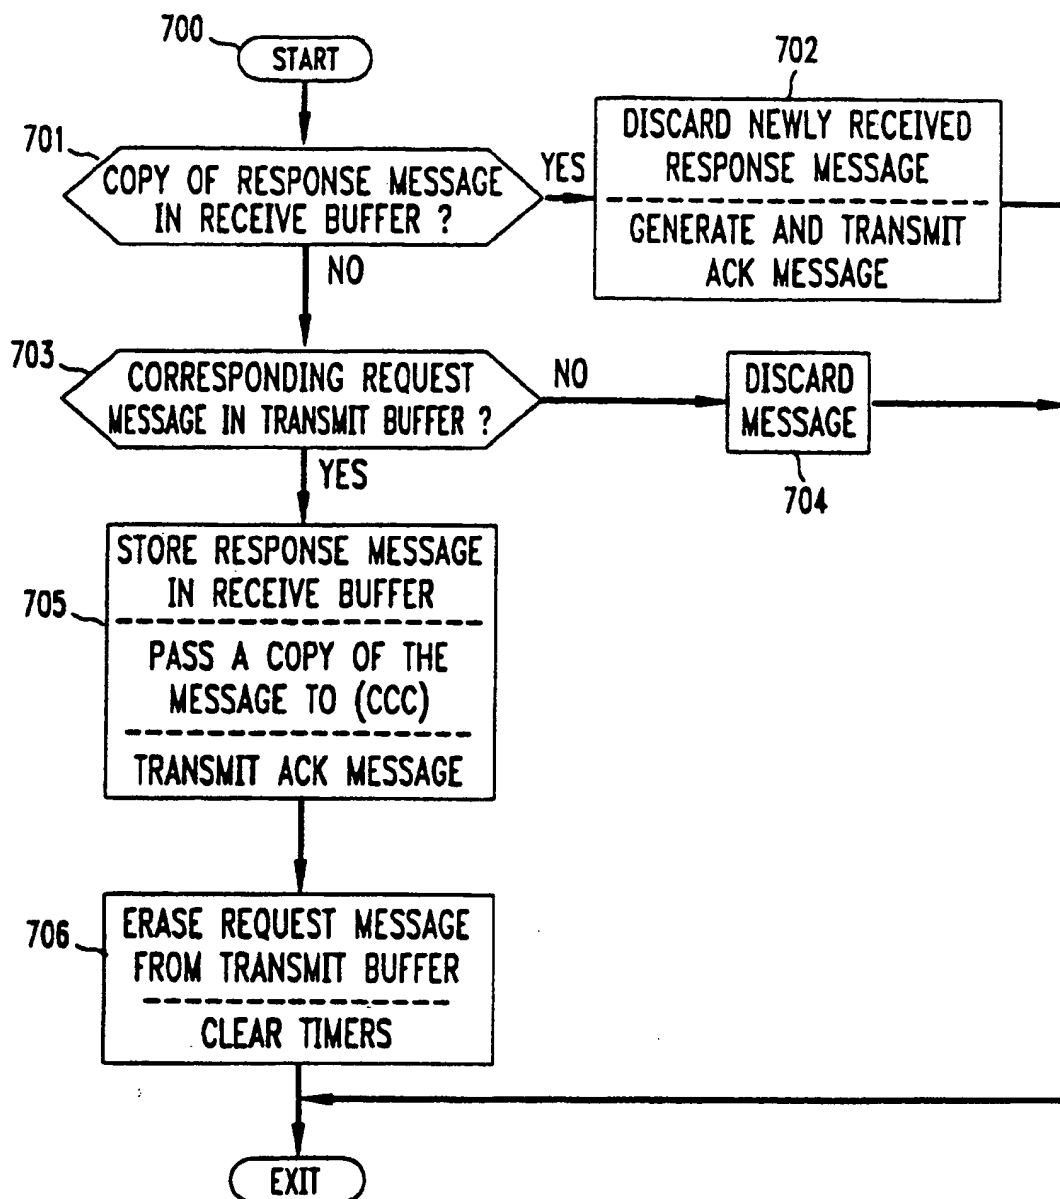 700
START
701
COPY OF RESPONSE MESSAGE
IN RECEIVE BUFFER ?
YES
702
DISCARD NEWLY RECEIVED
RESPONSE MESSAGE
GENERATE AND TRANSMIT
ACK MESSAGE
NO
703
CORRESPONDING REQUEST
MESSAGE IN TRANSMIT BUFFER ?
NO
DISCARD
MESSAGE
704
YES
705
STORE RESPONSE MESSAGE
IN RECEIVE BUFFER
PASS A COPY OF THE
MESSAGE TO (CCC)
TRANSMIT ACK MESSAGE
706
ERASE REQUEST MESSAGE
FROM TRANSMIT BUFFER
CLEAR TIMERS
EXIT